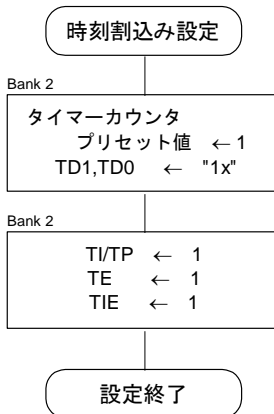 時刻割込み設定
Bank 2
タイマーカウンタ
プリセット値 ← 1
TD1,TD0 ← "1x"
Bank 2
TI/TP ← 1
TE ← 1
TIE ← 1
設定終了